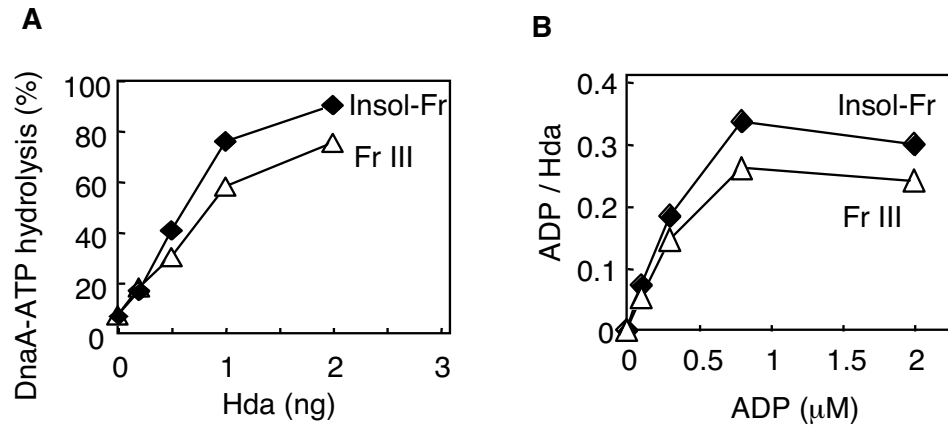 A
DnaA-ATP hydrolysis (%)
100
80
60
40
20
0
Insol-Fr
Fr III
0 1 2 3
Hda (ng)
B
ADP / Hda
0.4
0.3
0.2
0.1
0
Insol-Fr
Fr III
0 0.5 1 1.5 2
ADP (μM)